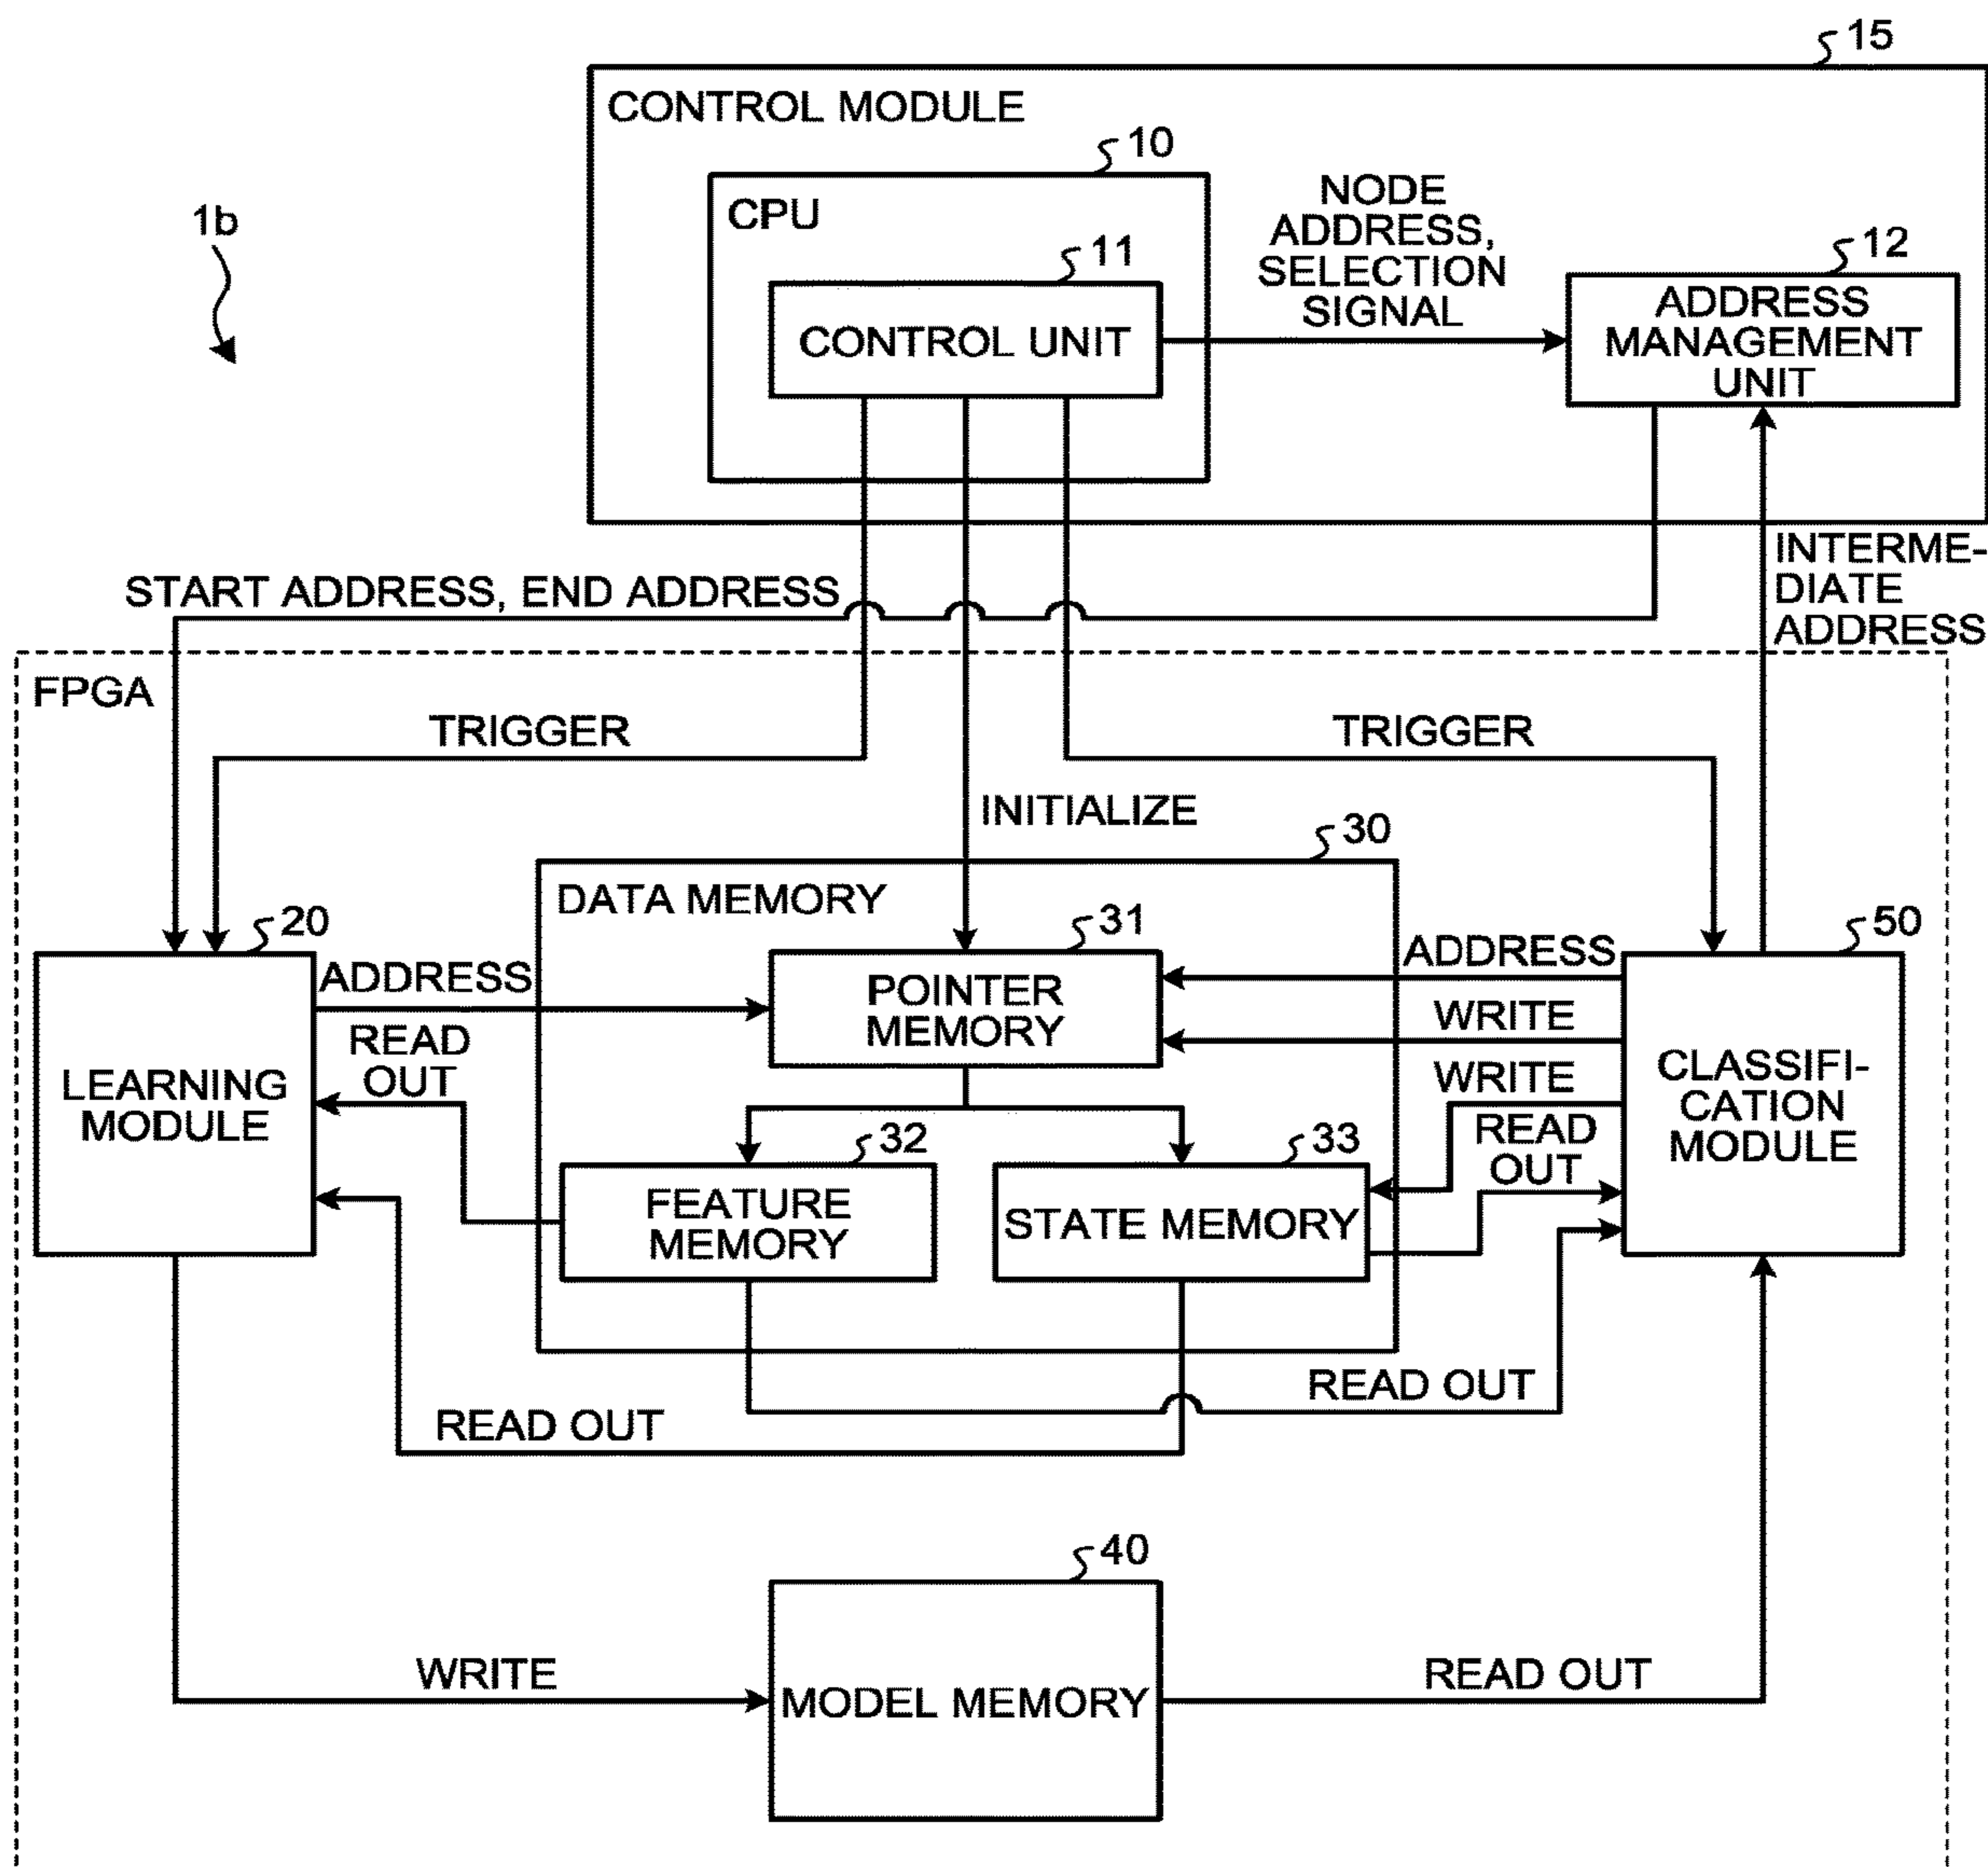 15
CONTROL MODULE
10
CPU
NODE
ADDRESS,
SELECTION
SIGNAL
1b
11
12
CONTROL UNIT
ADDRESS
MANAGEMENT
UNIT
INTERME-
DIATE
ADDRESS
START ADDRESS, END ADDRESS
FPGA
TRIGGER
TRIGGER
INITIALIZE
30
DATA MEMORY
20
31
50
ADDRESS
ADDRESS
POINTER
MEMORY
WRITE
READ
OUT
WRITE
LEARNING
MODULE
CLASSIFI-
CATION
MODULE
READ
OUT
32
33
FEATURE
MEMORY
STATE MEMORY
READ OUT
READ OUT
40
WRITE
MODEL MEMORY
READ OUT